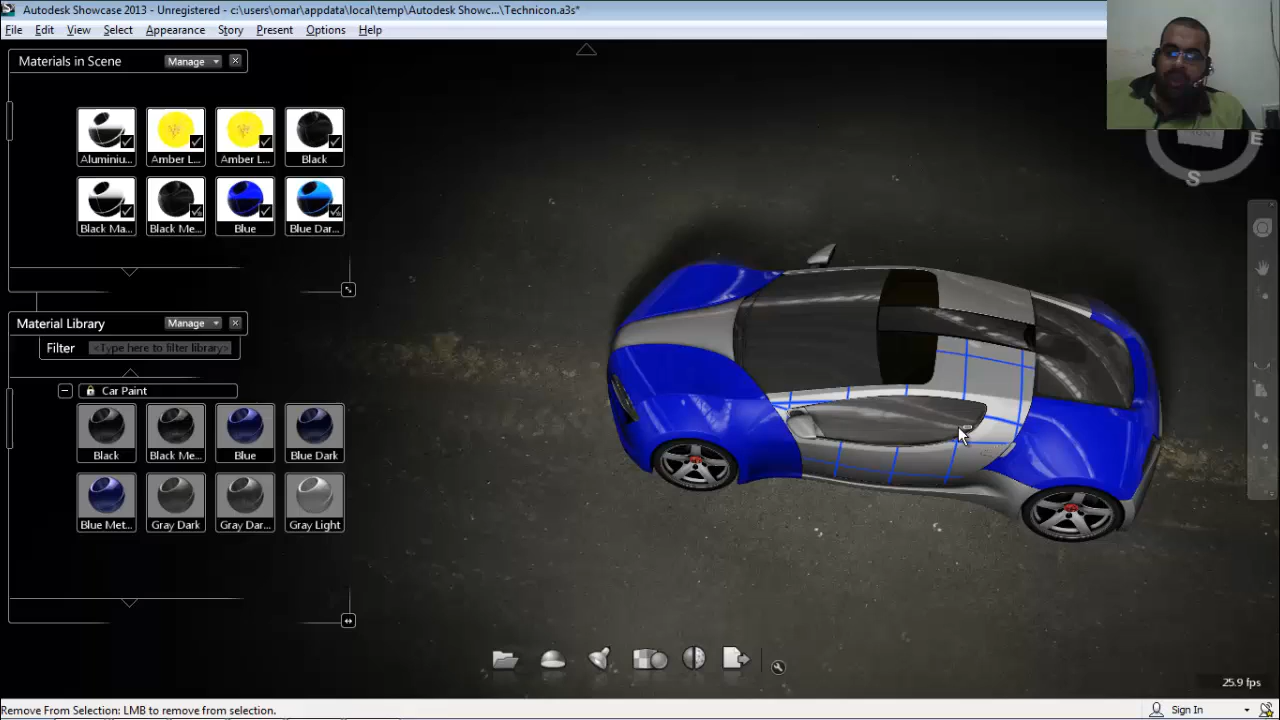 Autodesk Showcase 2013 - Unregistered - c:\users\omar\appdata\local\temp\Autodesk Showc...\Technicon.a3s*
File Edit View Select Appearance Story Present Options Help
Materials in Scene Manage
Aluminiu... Amber L... Amber L... Black
Black Ma... Black Me... Blue Blue Dar...
Material Library Manage
Filter <Type here to filter library>
Car Paint
Black Black Me... Blue Blue Dark
Blue Met... Gray Dark Gray Dar... Gray Light
E
S
25.9 fps
Remove From Selection: LMB to remove from selection.
Sign In